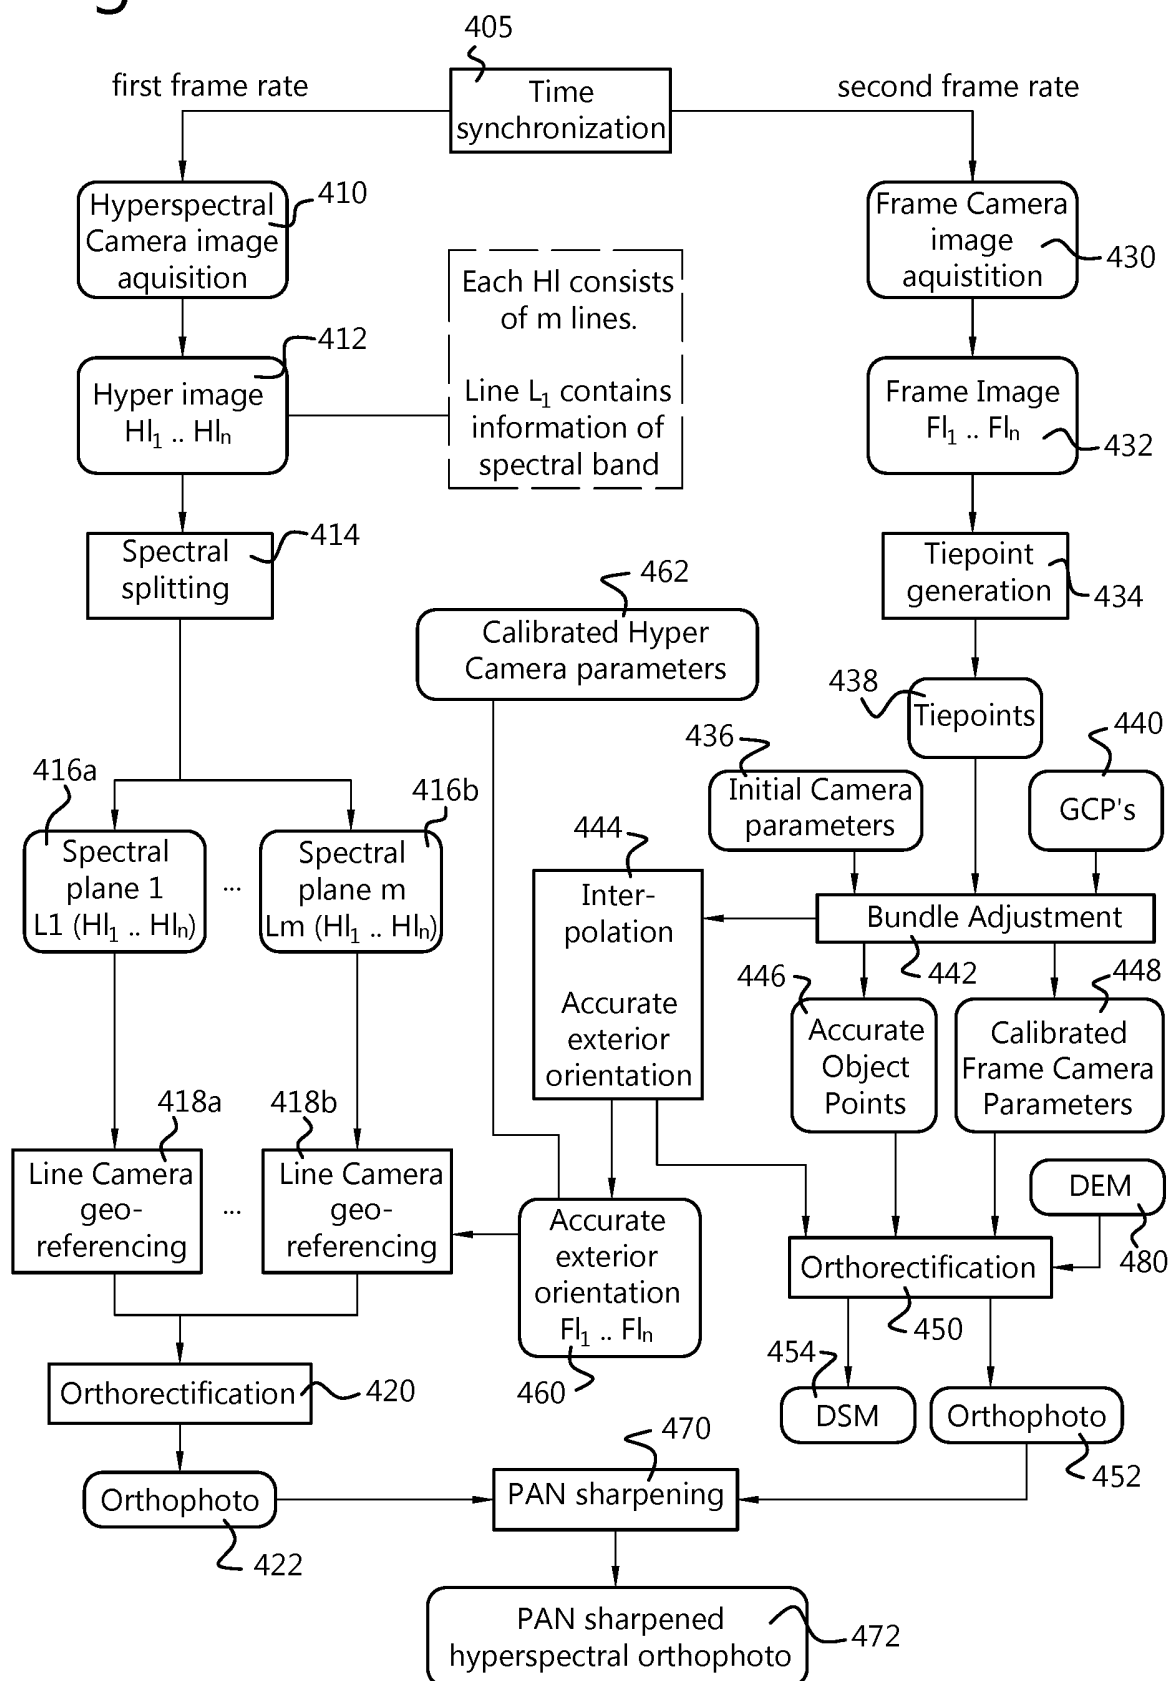 405
first frame rate
Time
synchronization
second frame rate
Hyperspectral
Camera image
aquisition
410
Frame Camera
image
aquistition
430
Each HI consists
of m lines.
Line L1 contains
information of
spectral band
412
Hyper image
HI1 .. HIn
Frame Image
FI1 .. FIn
432
Spectral
splitting
414
Tiepoint
generation
434
462
Calibrated Hyper
Camera parameters
438
Tiepoints
436
Initial Camera
parameters
440
GCP's
416a
Spectral
plane 1
L1 (HI1 .. HIn)
...
416b
Spectral
plane m
Lm (HI1 .. HIn)
444
Inter-
polation
Accurate
exterior
orientation
Bundle Adjustment
442
446
Accurate
Object
Points
448
Calibrated
Frame Camera
Parameters
418a
Line Camera
geo-
referencing
...
418b
Line Camera
geo-
referencing
Accurate
exterior
orientation
FI1 .. FIn
460
DEM
480
Orthorectification
450
Orthorectification
420
454
DSM
Orthophoto
452
Orthophoto
422
470
PAN sharpening
PAN sharpened
hyperspectral orthophoto
472